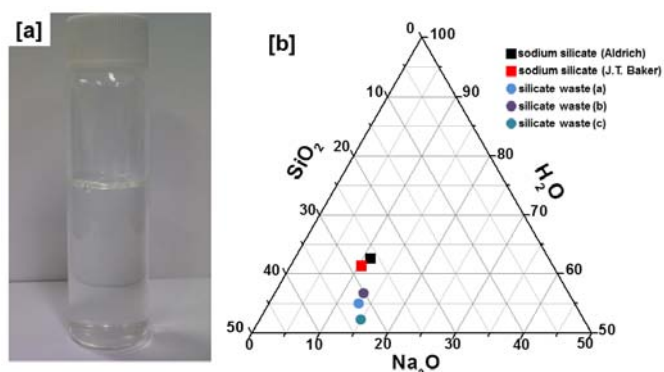 [a]
[b]
0
100
sodium silicate (Aldrich)
sodium silicate (J.T. Baker)
silicate waste (a)
silicate waste (b)
silicate waste (c)
10
90
20
80
SiO₂
H₂O
30
70
40
60
50
50
0
10
20
30
40
50
Na₂O